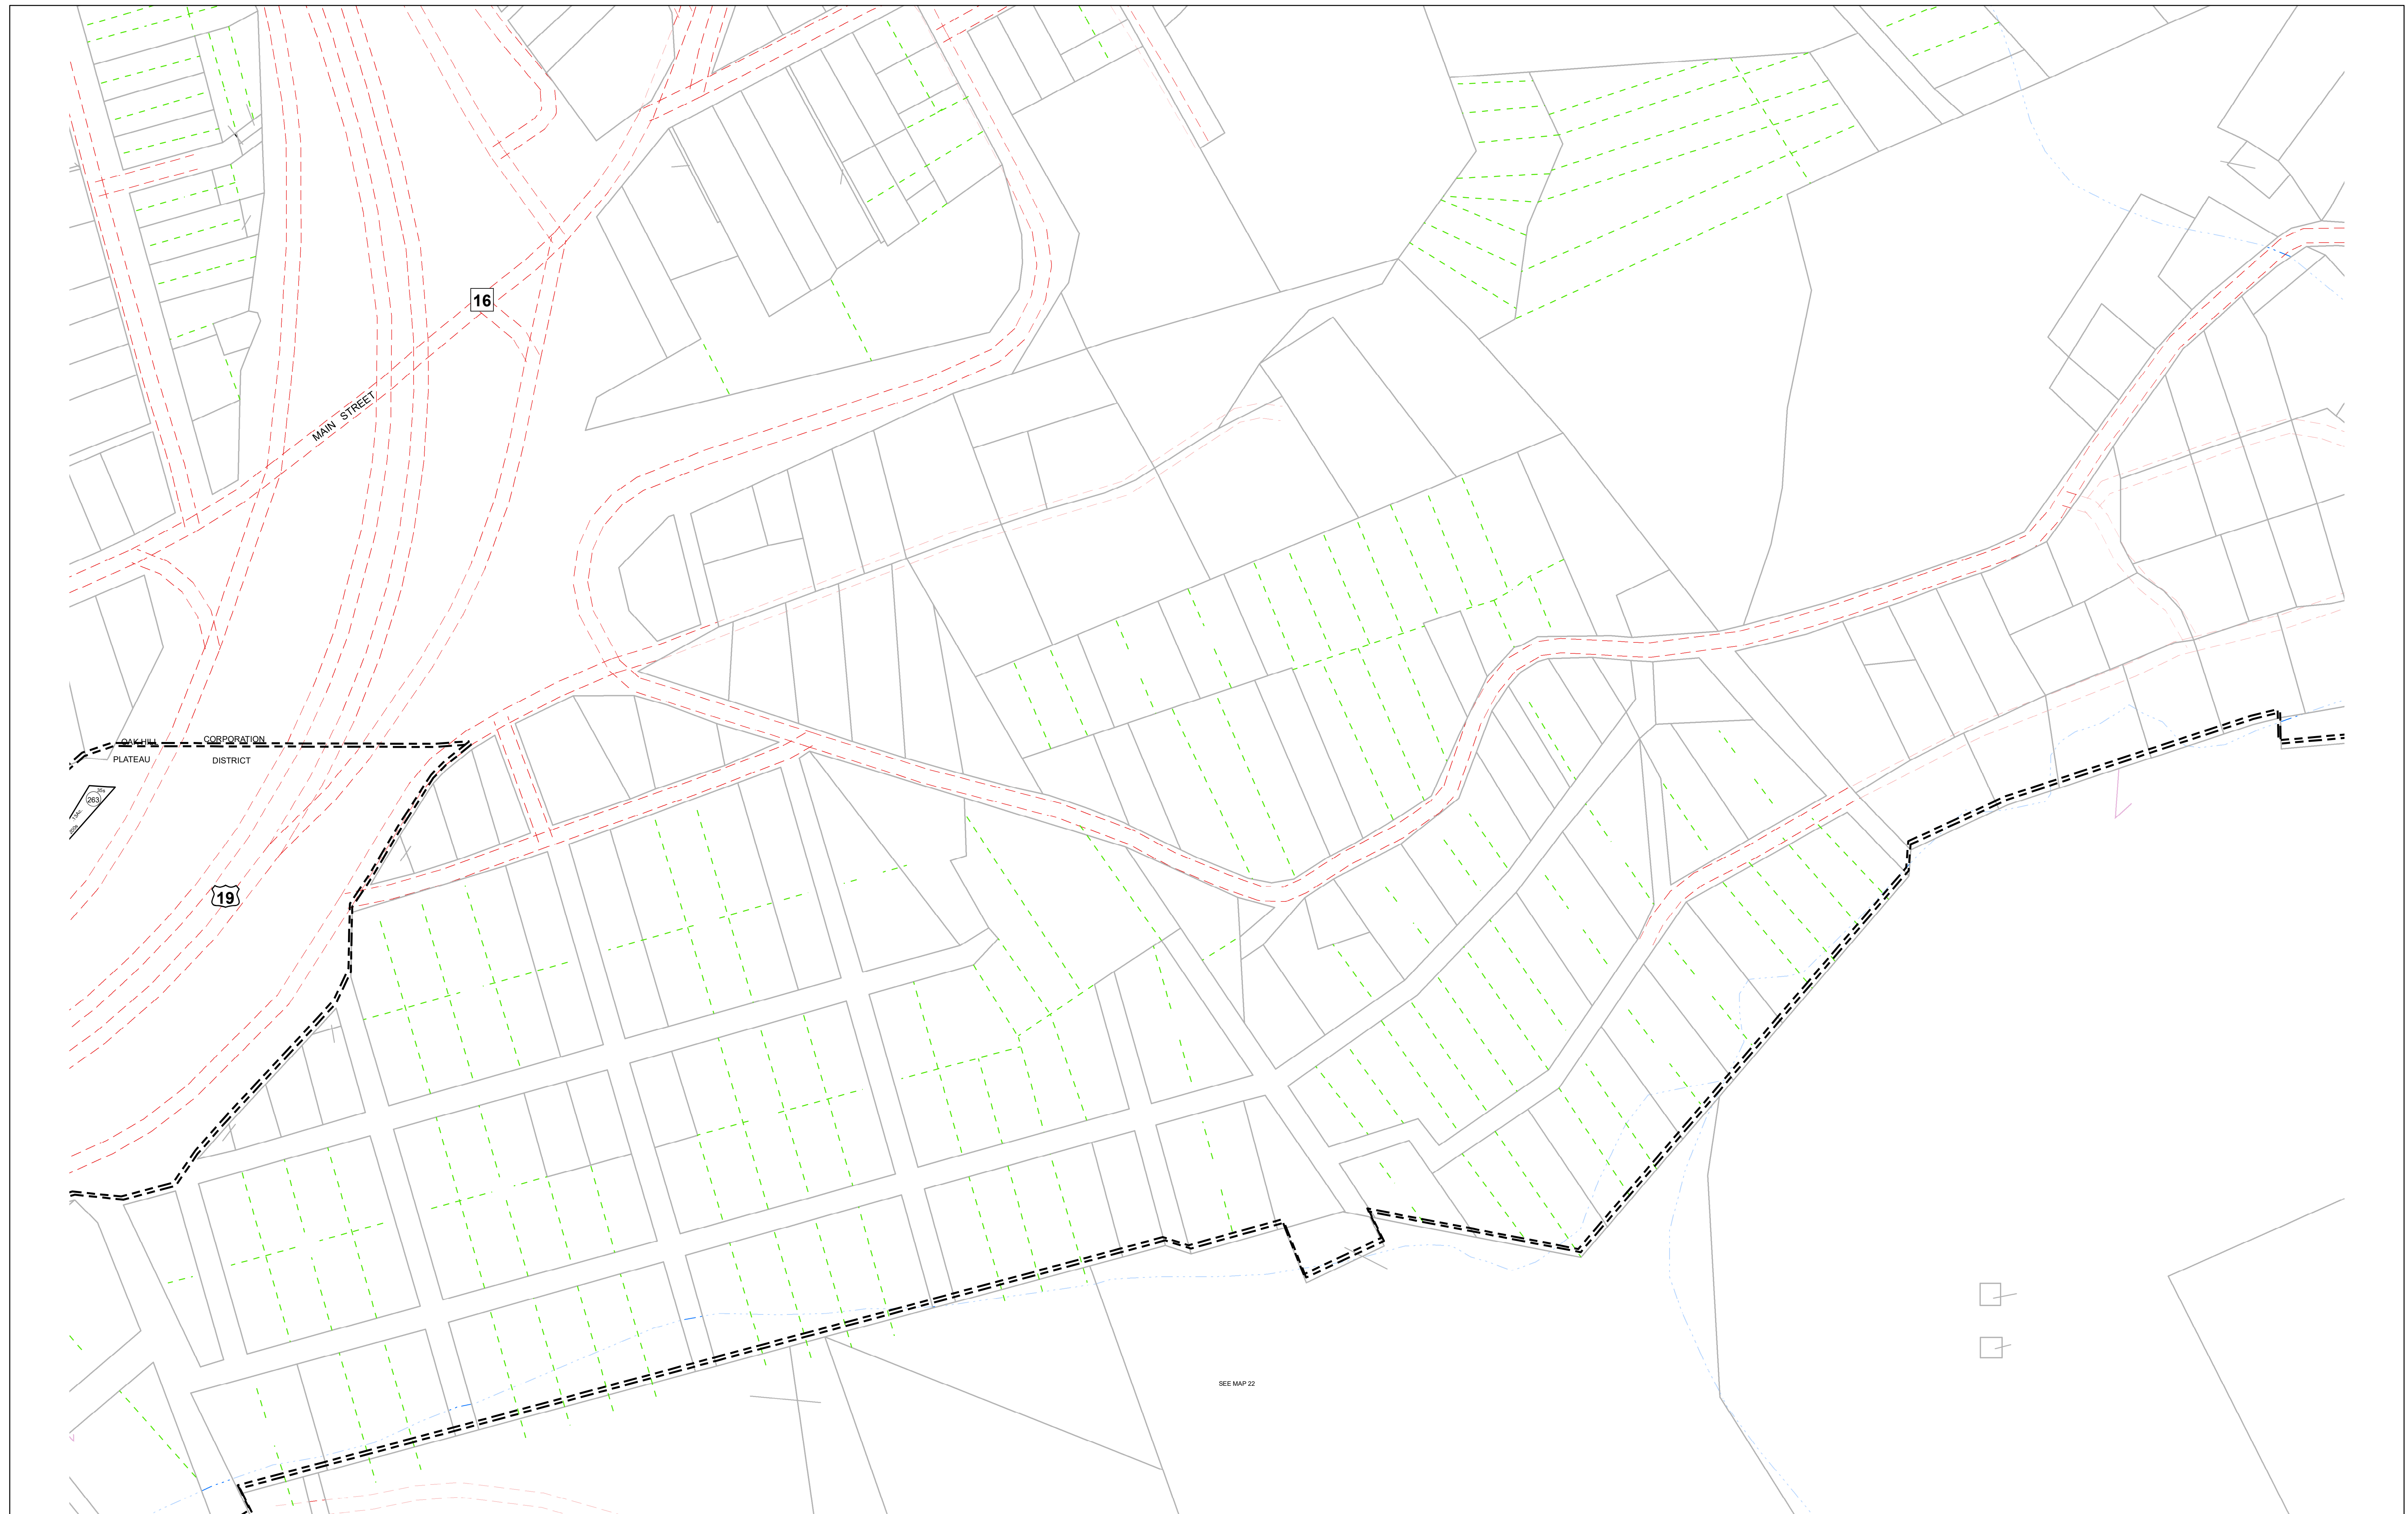 16
MAIN STREET
OAK HILL CORPORATION
PLATEAU DISTRICT
263
19
SEE MAP 22